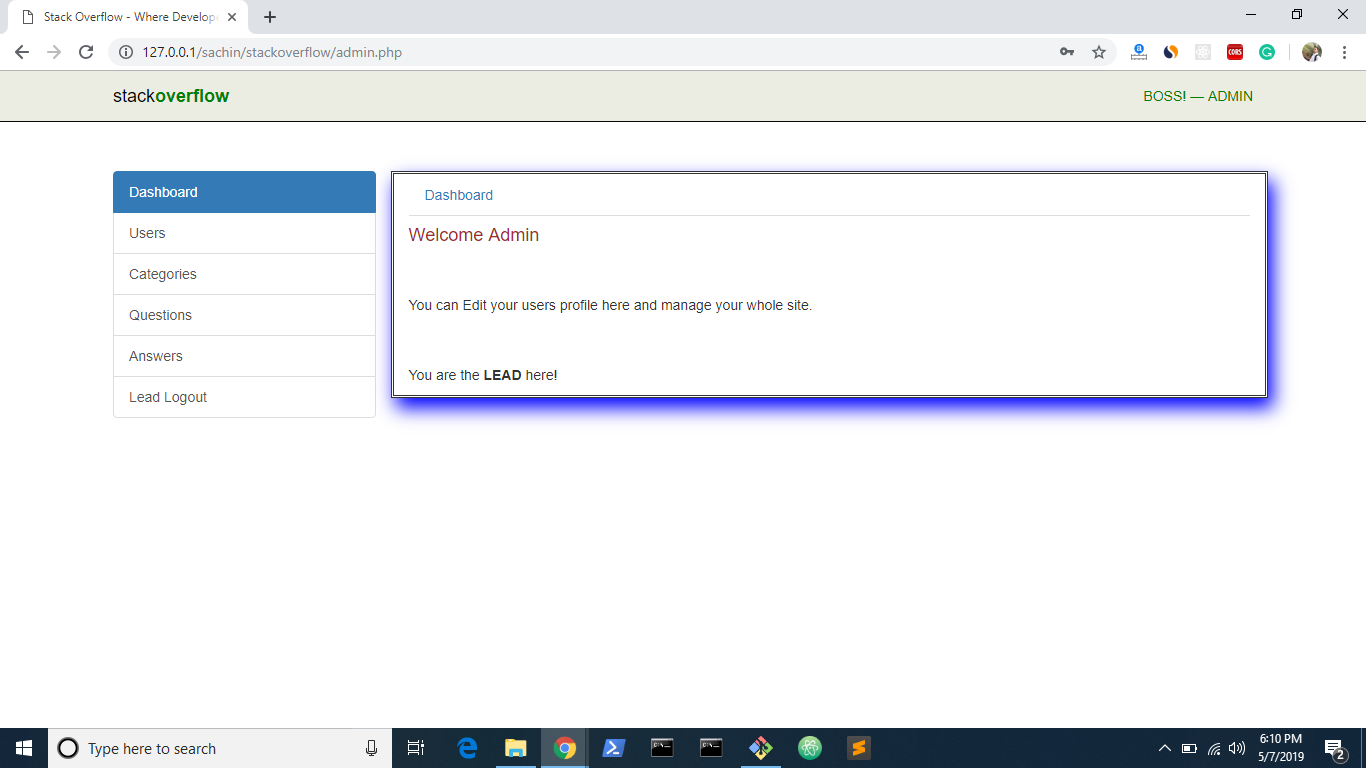 Stack Overflow - Where Develop
127.0.0.1/sachin/stackoverflow/admin.php
CORS
stackoverflow
BOSS! — ADMIN
Dashboard
Users
Categories
Questions
Answers
Lead Logout
Dashboard
Welcome Admin
You can Edit your users profile here and manage your whole site.
You are the LEAD here!
Type here to search
6:10 PM
5/7/2019
2